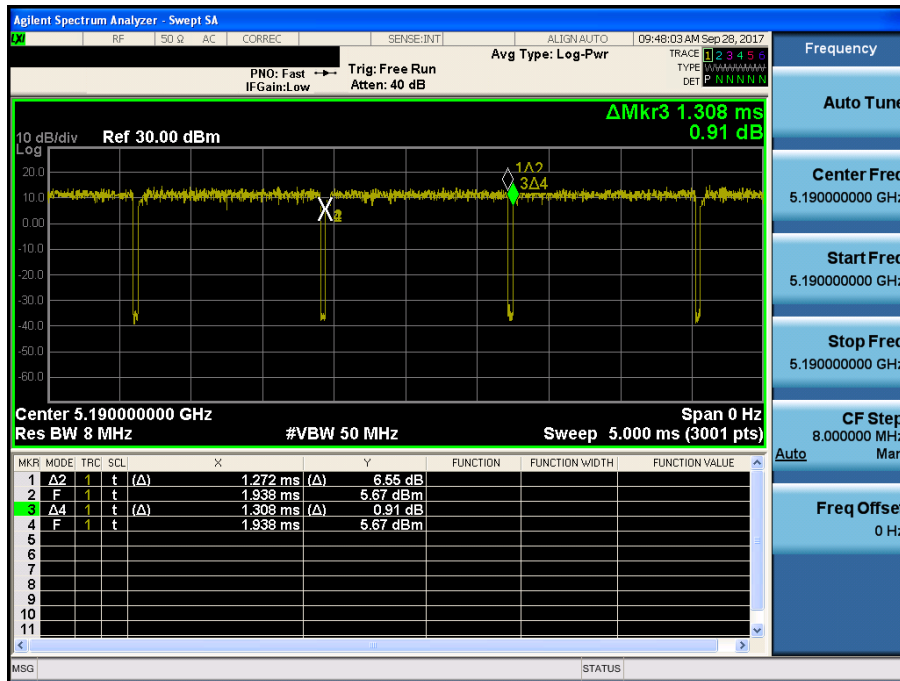 Agilent Spectrum Analyzer - Swept SA
LXI RF 50 Ω AC CORREC SENSE:INT ALIGN AUTO 09:48:03 AM Sep 28, 2017
PNO: Fast Trig: Free Run Avg Type: Log-Pwr TRACE 1 2 3 4 5 6
IFGain:Low Atten: 40 dB TYPE WWWWWW
DET P N N N N N
ΔMkr3 1.308 ms
0.91 dB
10 dB/div Ref 30.00 dBm
Log
20.0
10.0
0.00
-10.0
-20.0
-30.0
-40.0
-50.0
-60.0
1Δ2
3Δ4
Center 5.190000000 GHz Span 0 Hz
Res BW 8 MHz #VBW 50 MHz Sweep 5.000 ms (3001 pts)
MKR MODE TRC SCL X Y FUNCTION FUNCTION WIDTH FUNCTION VALUE
1 Δ2 1 t (Δ) 1.272 ms (Δ) 6.55 dB
2 F 1 t 1.938 ms 5.67 dBm
3 Δ4 1 t (Δ) 1.308 ms (Δ) 0.91 dB
4 F 1 t 1.938 ms 5.67 dBm
5
6
7
8
9
10
11
MSG STATUS
Frequency
Auto Tune
Center Freq
5.190000000 GHz
Start Freq
5.190000000 GHz
Stop Freq
5.190000000 GHz
CF Step
8.000000 MHz
Auto Man
Freq Offset
0 Hz